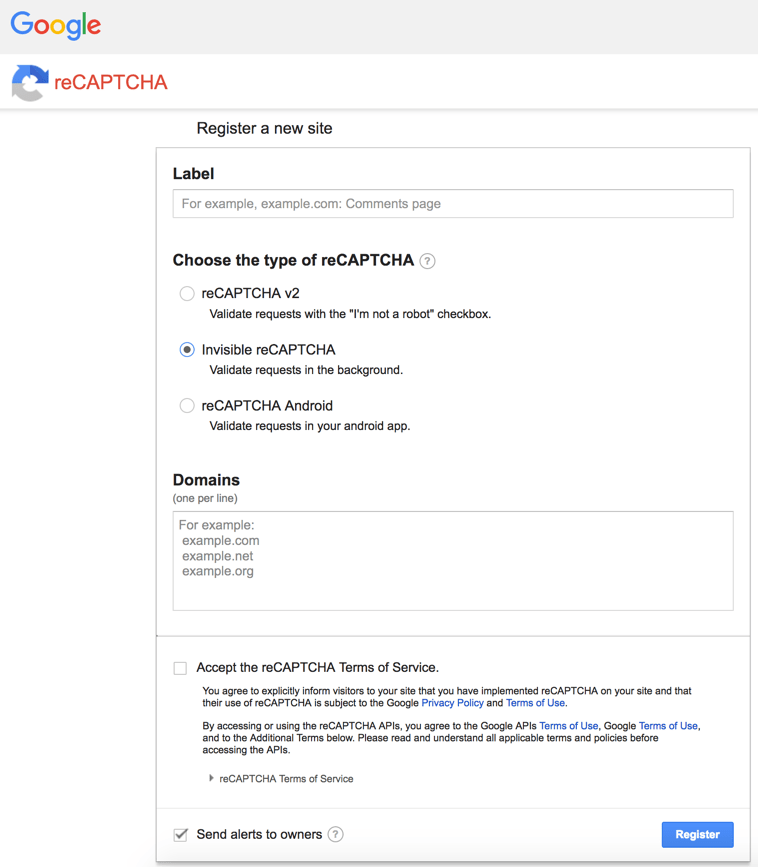 Google
reCAPTCHA
Register a new site
Label
For example, example.com: Comments page
Choose the type of reCAPTCHA ?
reCAPTCHA v2
Validate requests with the "I'm not a robot" checkbox.
Invisible reCAPTCHA
Validate requests in the background.
reCAPTCHA Android
Validate requests in your android app.
Domains
(one per line)
For example:
example.com
example.net
example.org
Accept the reCAPTCHA Terms of Service.
You agree to explicitly inform visitors to your site that you have implemented reCAPTCHA on your site and that
their use of reCAPTCHA is subject to the Google Privacy Policy and Terms of Use.
By accessing or using the reCAPTCHA APIs, you agree to the Google APIs Terms of Use, Google Terms of Use,
and to the Additional Terms below. Please read and understand all applicable terms and policies before
accessing the APIs.
reCAPTCHA Terms of Service
Send alerts to owners ?
Register